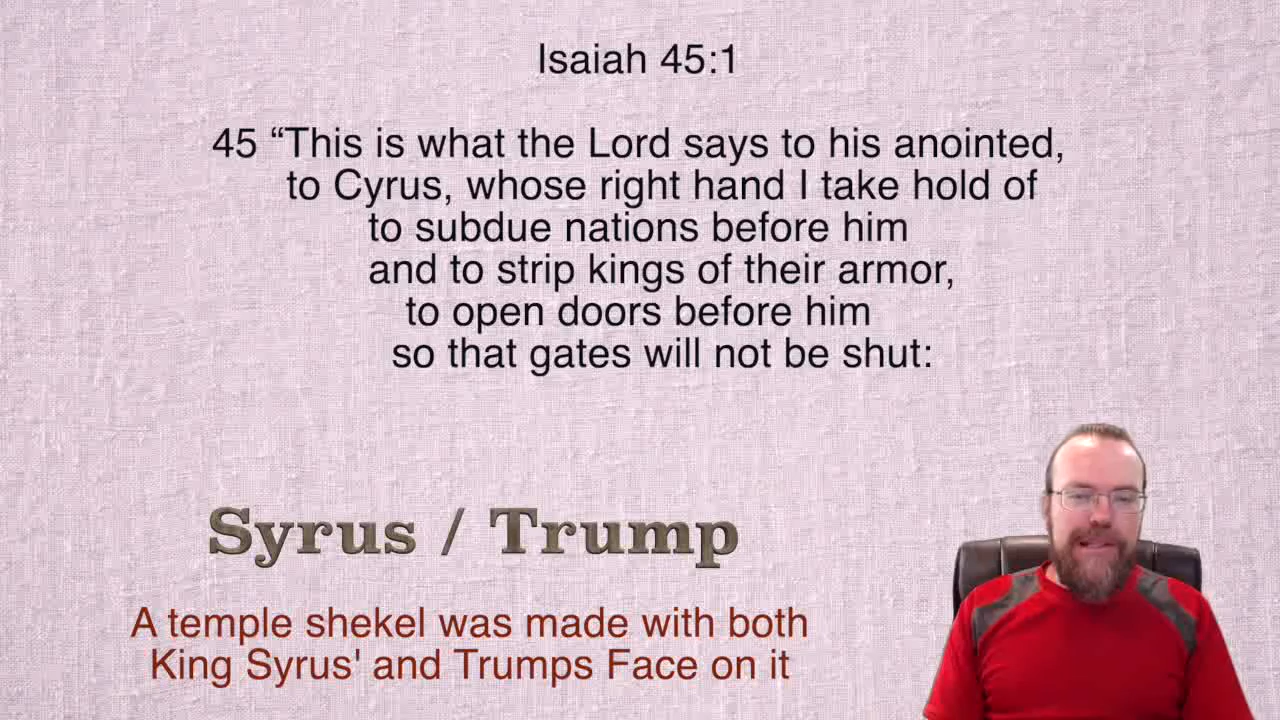 Isaiah 45:1
45 “This is what the Lord says to his anointed,
to Cyrus, whose right hand I take hold of
to subdue nations before him
and to strip kings of their armor,
to open doors before him
so that gates will not be shut:
Syrus / Trump
A temple shekel was made with both
King Syrus' and Trumps Face on it